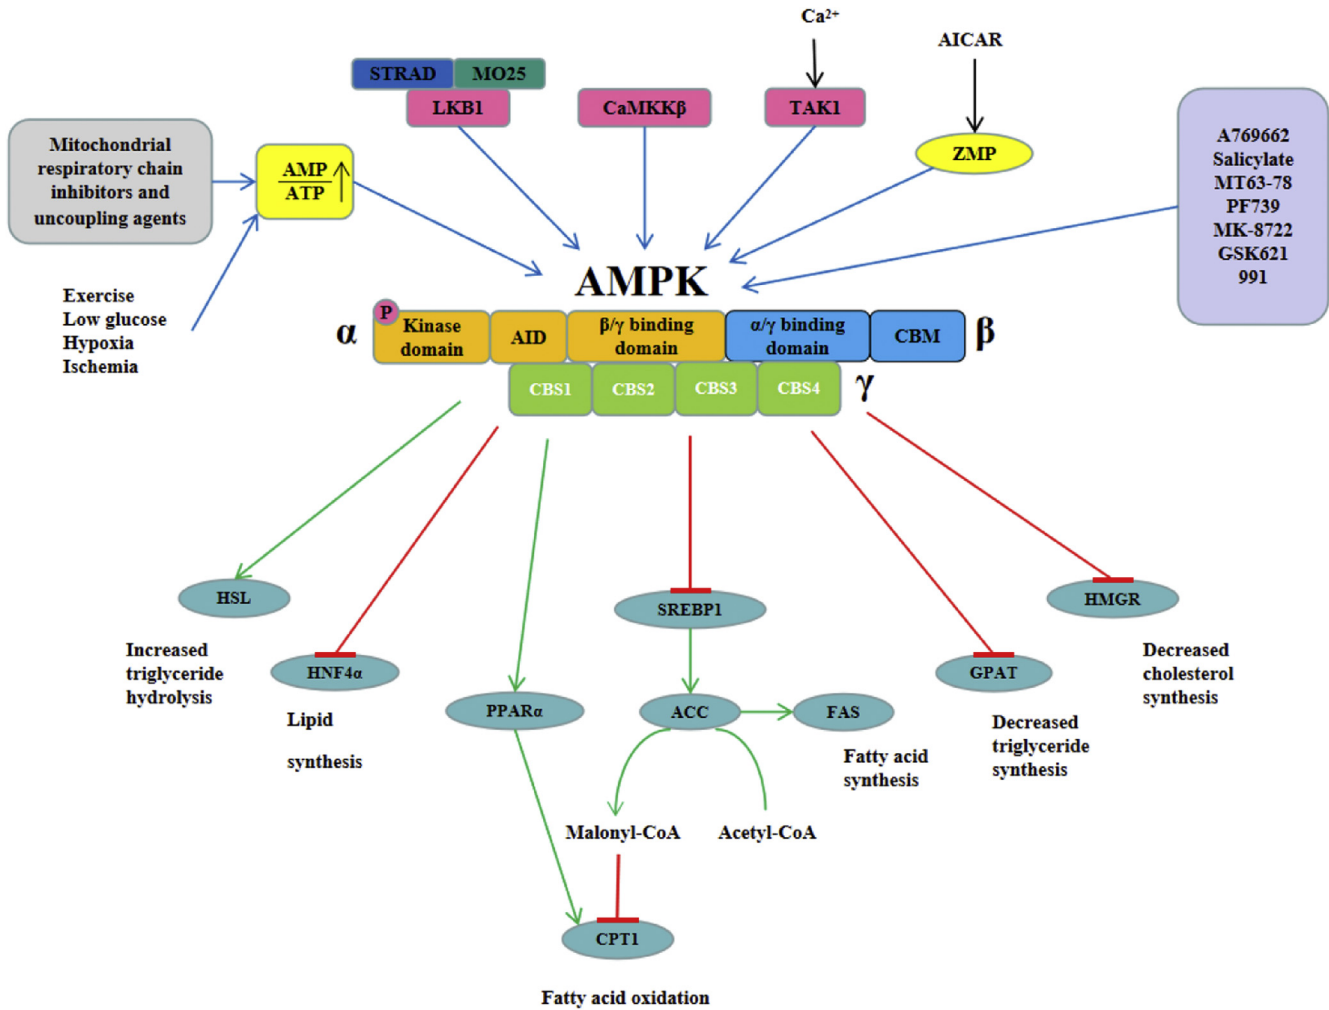 Ca²⁺
AICAR
STRAD
MO25
LKB1
CaMKKβ
TAK1
ZMP
Mitochondrial
respiratory chain
inhibitors and
uncoupling agents
AMP
ATP
A769662
Salicylate
MT63-78
PF739
MK-8722
GSK621
991
Exercise
Low glucose
Hypoxia
Ischemia
AMPK
α
P
Kinase
domain
AID
β/γ binding
domain
α/γ binding
domain
CBM
β
CBS1
CBS2
CBS3
CBS4
γ
HSL
Increased
triglyceride
hydrolysis
HNF4α
Lipid
synthesis
PPARα
SREBP1
ACC
FAS
Fatty acid
synthesis
GPAT
Decreased
triglyceride
synthesis
HMGR
Decreased
cholesterol
synthesis
Malonyl-CoA
Acetyl-CoA
CPT1
Fatty acid oxidation